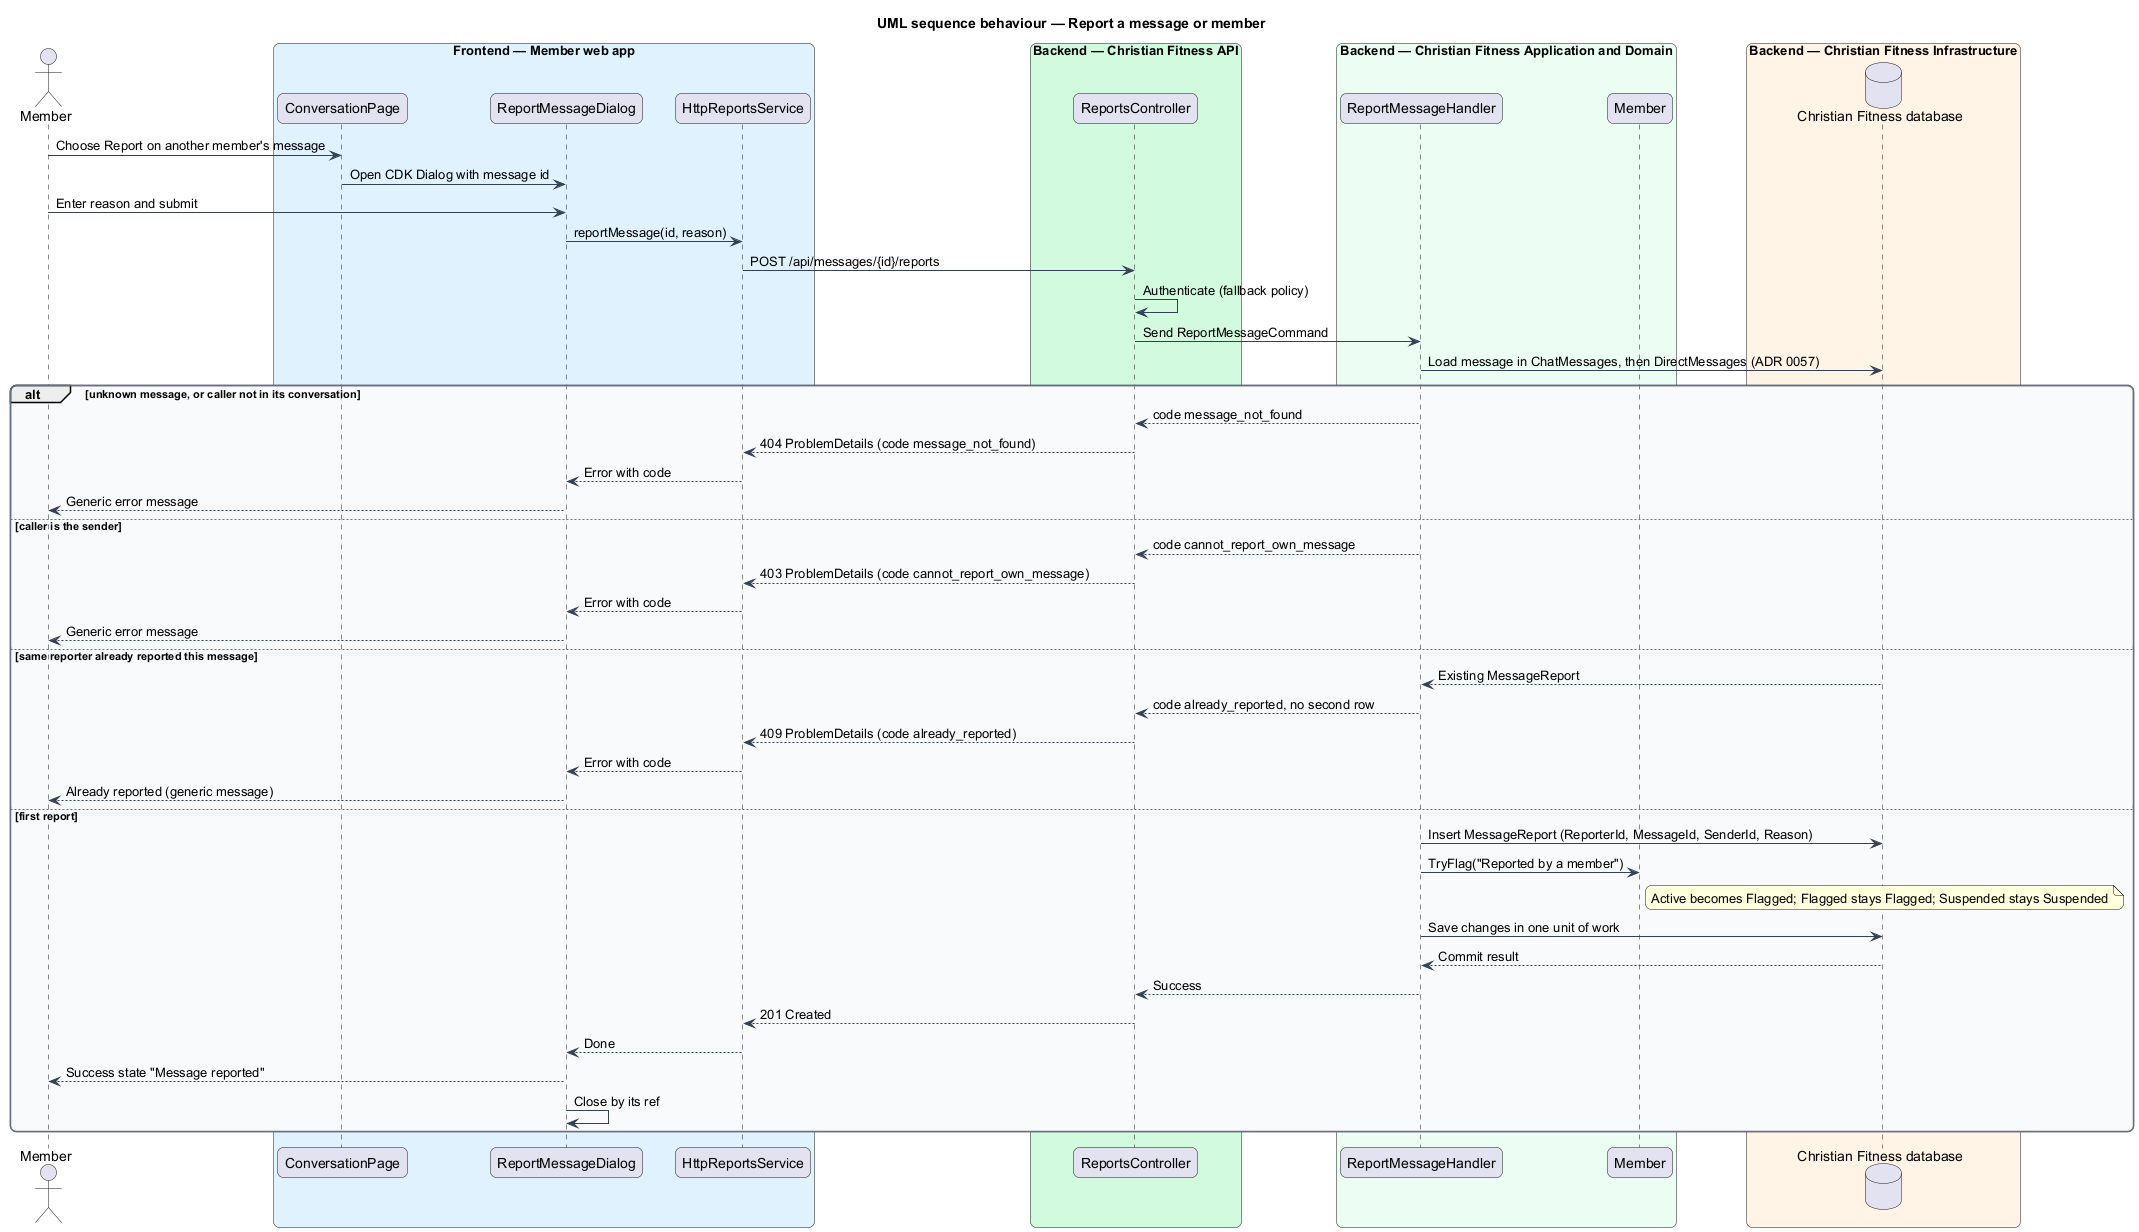 UML sequence behaviour — Report a message or member
Frontend — Member web app
Backend — Christian Fitness API
Backend — Christian Fitness Application and Domain
Backend — Christian Fitness Infrastructure
Member
ConversationPage
ReportMessageDialog
HttpReportsService
ReportsController
ReportMessageHandler
Member
Christian Fitness database
Choose Report on another member's message
Open CDK Dialog with message id
Enter reason and submit
reportMessage(id, reason)
POST /api/messages/{id}/reports
Authenticate (fallback policy)
Send ReportMessageCommand
Load message in ChatMessages, then DirectMessages (ADR 0057)
alt
[unknown message, or caller not in its conversation]
code message_not_found
404 ProblemDetails (code message_not_found)
Error with code
Generic error message
[caller is the sender]
code cannot_report_own_message
403 ProblemDetails (code cannot_report_own_message)
Error with code
Generic error message
[same reporter already reported this message]
Existing MessageReport
code already_reported, no second row
409 ProblemDetails (code already_reported)
Error with code
Already reported (generic message)
[first report]
Insert MessageReport (ReporterId, MessageId, SenderId, Reason)
TryFlag("Reported by a member")
Active becomes Flagged; Flagged stays Flagged; Suspended stays Suspended
Save changes in one unit of work
Commit result
Success
201 Created
Done
Success state "Message reported"
Close by its ref
Member
ConversationPage
ReportMessageDialog
HttpReportsService
ReportsController
ReportMessageHandler
Member
Christian Fitness database